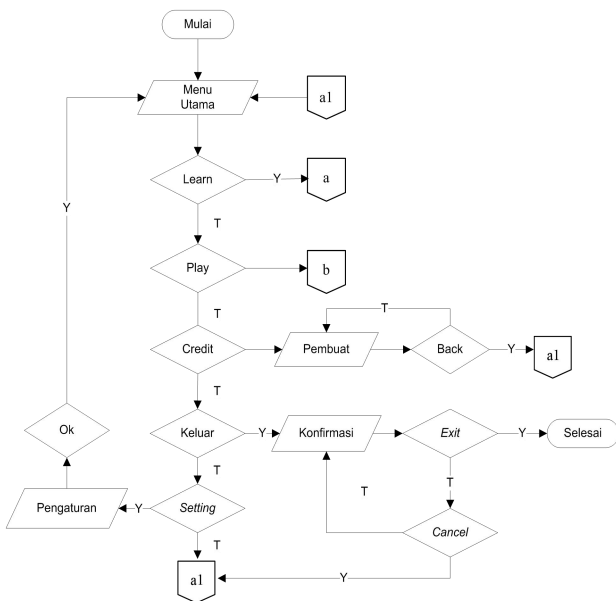 Mulai
Menu
Utama
a1
Y
Learn
Y
a
T
Play
b
T
T
Credit
Pembuat
Back
Y
a1
T
Ok
Keluar
Y
Konfirmasi
Exit
Y
Selesai
T
T
T
Pengaturan
Y
Setting
Cancel
T
a1
Y